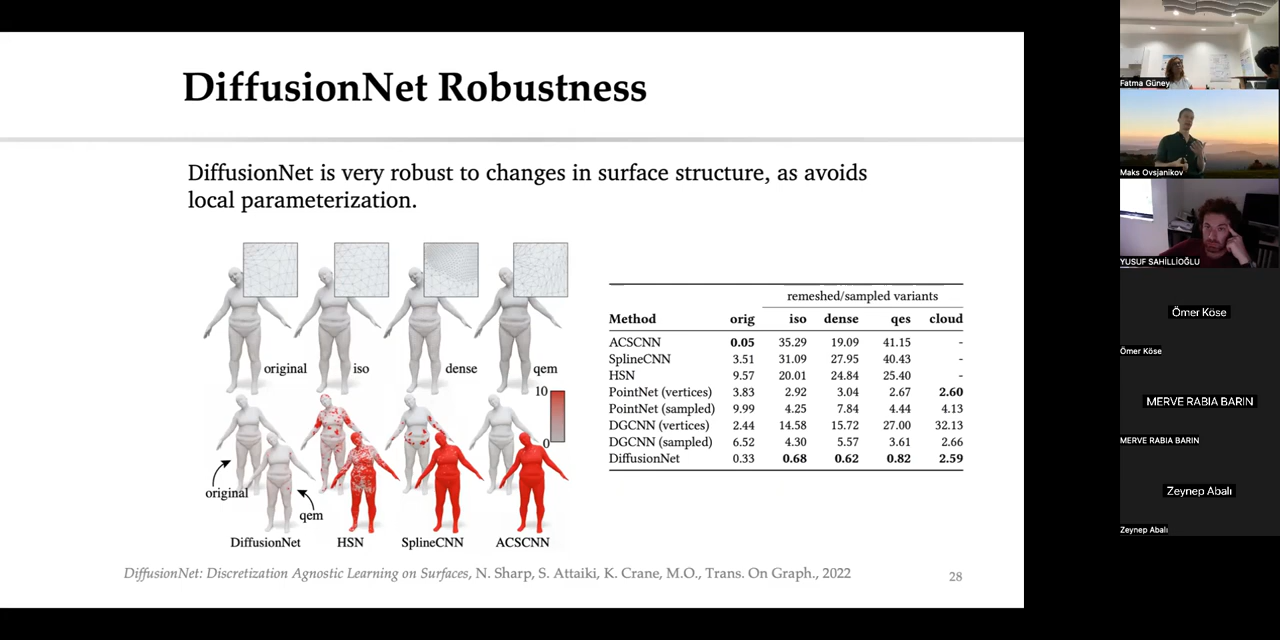 DiffusionNet Robustness
DiffusionNet is very robust to changes in surface structure, as avoids
local parameterization.
original iso dense qem
10
0
original
qem
DiffusionNet HSN SplineCNN ACSCNN
remeshed/sampled variants
Method orig iso dense qes cloud
ACSCNN 0.05 35.29 19.09 41.15 -
SplineCNN 3.51 31.09 27.95 40.43 -
HSN 9.57 20.01 24.84 25.40 -
PointNet (vertices) 3.83 2.92 3.04 2.67 2.60
PointNet (sampled) 9.99 4.25 7.84 4.44 4.13
DGCNN (vertices) 2.44 14.58 15.72 27.00 32.13
DGCNN (sampled) 6.52 4.30 5.57 3.61 2.66
DiffusionNet 0.33 0.68 0.62 0.82 2.59
DiffusionNet: Discretization Agnostic Learning on Surfaces, N. Sharp, S. Attaiki, K. Crane, M.O., Trans. On Graph., 2022
28
Fatma Güney
Maks Ovsjanikov
YUSUF SAHİLLİOĞLU
Ömer Köse
Ömer Köse
MERVE RABIA BARIN
MERVE RABIA BARIN
Zeynep Abalı
Zeynep Abalı